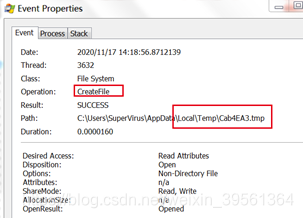 Event Properties
Event Process Stack
Date: 2020/11/17 14:18:56.8712139
Thread: 3632
Class: File System
Operation: CreateFile
Result: SUCCESS
Path: C:\Users\SuperVirus\AppData\Local\Temp\Cab4EA3.tmp
Duration: 0.0000160
Desired Access: Read Attributes
Disposition: Open
Options: Non-Directory File
Attributes: n/a
ShareMode: Read, Write
AllocationSize: n/a
OpenResult: Opened
blog.csdn.net/weixin_39561364